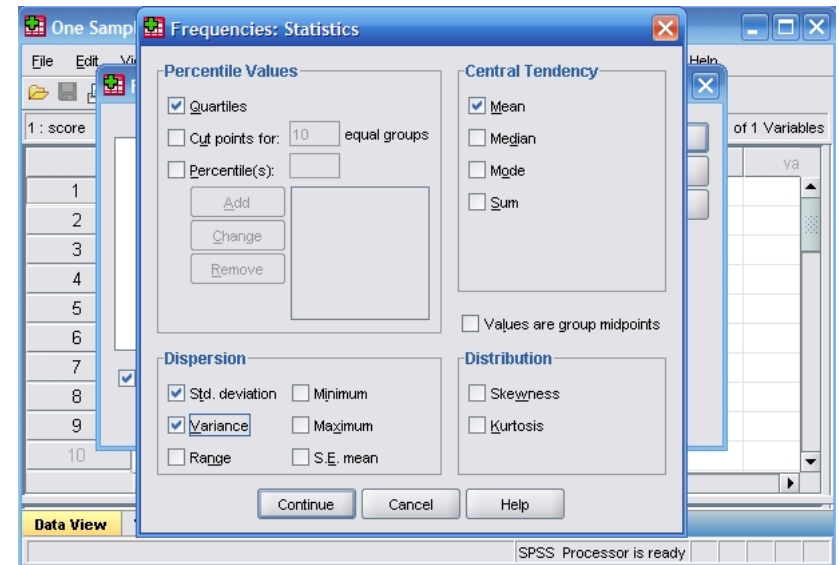 One Sampl
Frequencies: Statistics
File Edit Vi
Help
1 : score
of 1 Variables
va
1
2
3
4
5
6
7
8
9
10
Percentile Values
Quartiles
Cut points for: 10 equal groups
Percentile(s):
Add
Change
Remove
Central Tendency
Mean
Median
Mode
Sum
Values are group midpoints
Dispersion
Std. deviation Minimum
Variance Maximum
Range S.E. mean
Distribution
Skewness
Kurtosis
Continue Cancel Help
Data View
SPSS Processor is ready